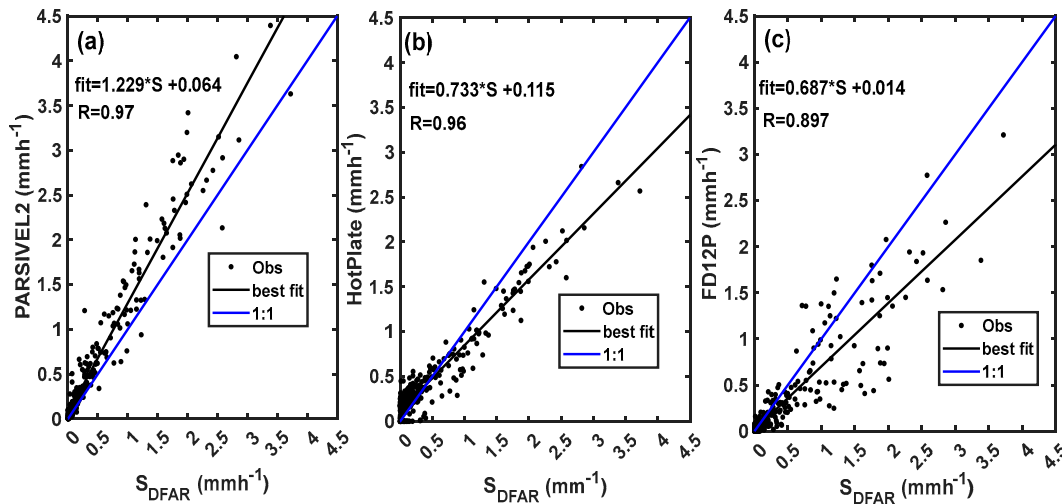 (a)
fit=1.229*S +0.064
R=0.97
PARSIVEL2 (mmh-1)
4.5
4
3.5
3
2.5
2
1.5
1
0.5
0
Obs
best fit
1:1
0 0.5 1 1.5 2 2.5 3 3.5 4 4.5
SDFAR (mmh-1)
(b)
fit=0.733*S +0.115
R=0.96
HotPlate (mmh-1)
4.5
4
3.5
3
2.5
2
1.5
1
0.5
0
Obs
best fit
1:1
0 0.5 1 1.5 2 2.5 3 3.5 4 4.5
SDFAR (mm-1)
(c)
fit=0.687*S +0.014
R=0.897
FD12P (mmh-1)
4.5
4
3.5
3
2.5
2
1.5
1
0.5
0
Obs
best fit
1:1
0 0.5 1 1.5 2 2.5 3 3.5 4 4.5
SDFAR (mmh-1)